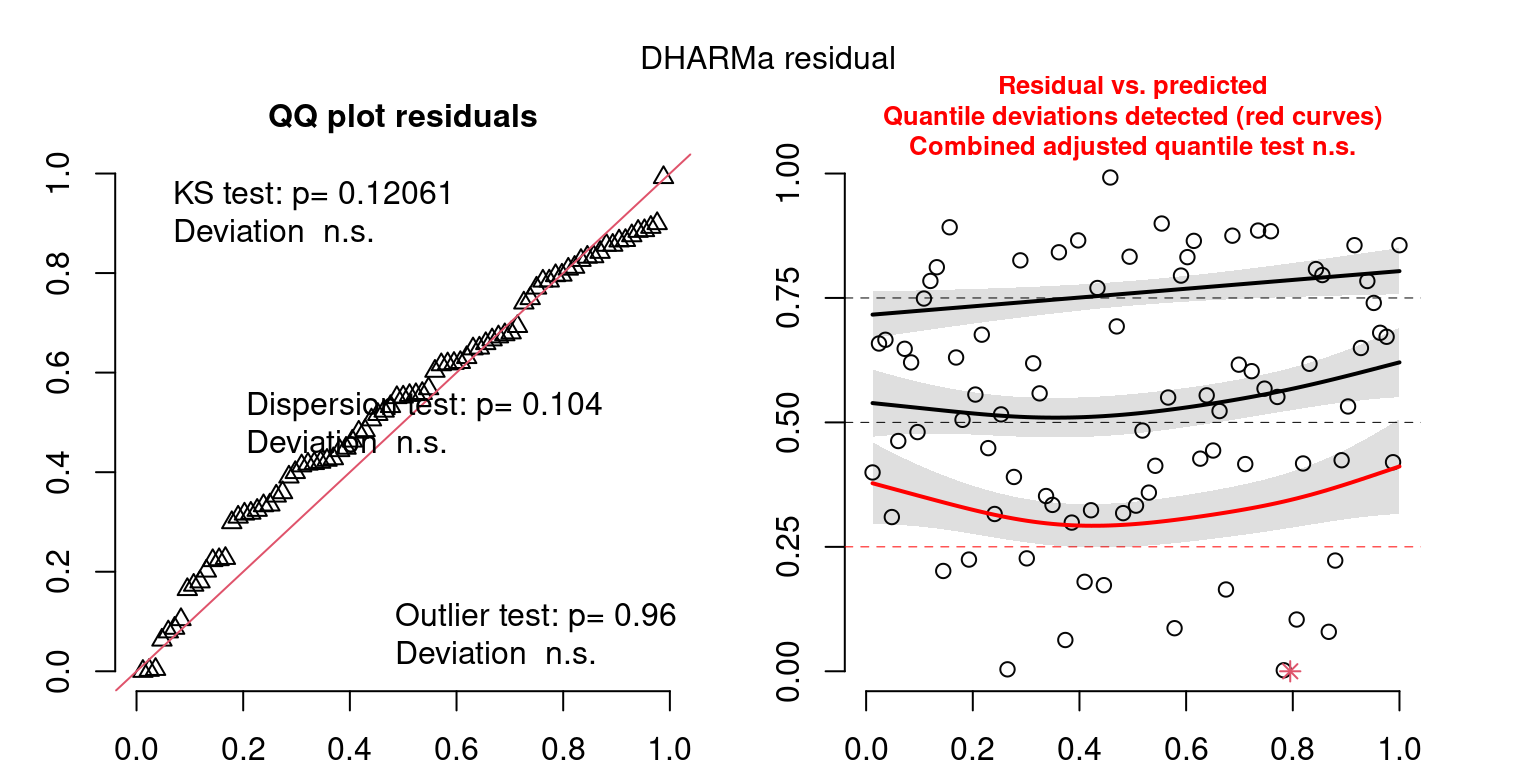 DHARMa residual
QQ plot residuals
KS test: p= 0.12061
Deviation  n.s.
Dispersion test: p= 0.104
Deviation  n.s.
Outlier test: p= 0.96
Deviation  n.s.
1.0
0.8
0.6
0.4
0.2
0.0
0.0 0.2 0.4 0.6 0.8 1.0
Residual vs. predicted
Quantile deviations detected (red curves)
Combined adjusted quantile test n.s.
1.00
0.75
0.50
0.25
0.00
0.0 0.2 0.4 0.6 0.8 1.0